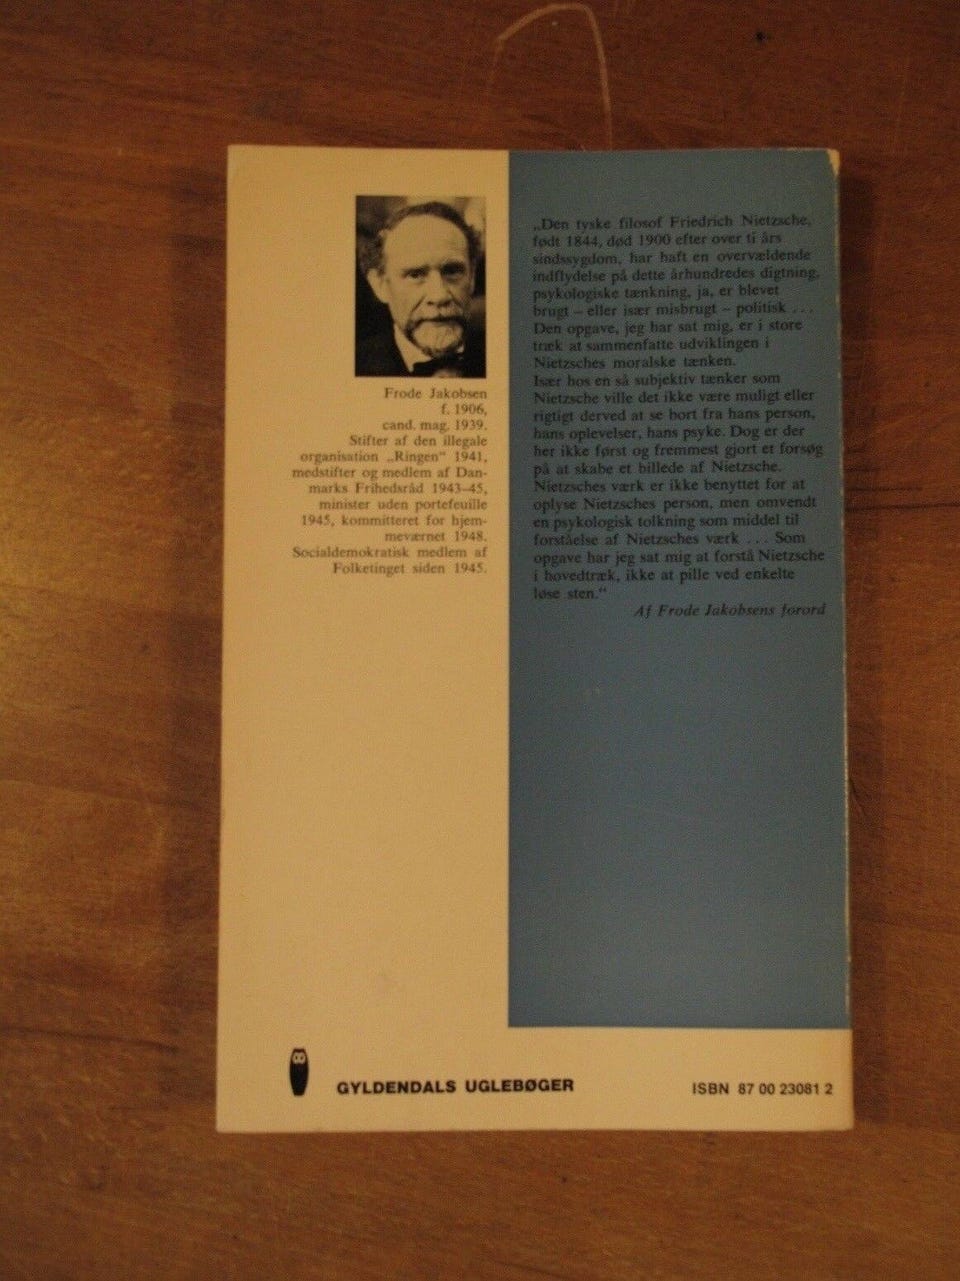 Frode Jakobsen
f. 1906,
cand. mag. 1939.
Stifter af den illegale
organisation „Ringen“ 1941,
medstifter og medlem af Dan-
marks Frihedsråd 1943–45,
minister uden portefeuille
1945, kommitteret for hjem-
meværnet 1948.
Socialdemokratisk medlem af
Folketinget siden 1945.
„Den tyske filosof Friedrich Nietzsche,
født 1844, død 1900 efter over ti års
sindssygdom, har haft en overvældende
indflydelse på dette århundredes digtning,
psykologiske tænkning, ja, er blevet
brugt – eller især misbrugt – politisk ...
Den opgave, jeg har sat mig, er i store
træk at sammenfatte udviklingen i
Nietzsches moralske tænken.
Især hos en så subjektiv tænker som
Nietzsche ville det ikke være muligt eller
rigtigt derved at se bort fra hans person,
hans oplevelser, hans psyke. Dog er der
her ikke først og fremmest gjort et forsøg
på at skabe et billede af Nietzsche.
Nietzsches værk er ikke benyttet for at
oplyse Nietzsches person, men omvendt
en psykologisk tolkning som middel til
forståelse af Nietzsches værk ... Som
opgave har jeg sat mig at forstå Nietzsche
i hovedtræk, ikke at pille ved enkelte
løse sten.“
Af Frode Jakobsens forord
GYLDENDALS UGLEBØGER
ISBN 87 00 23081 2